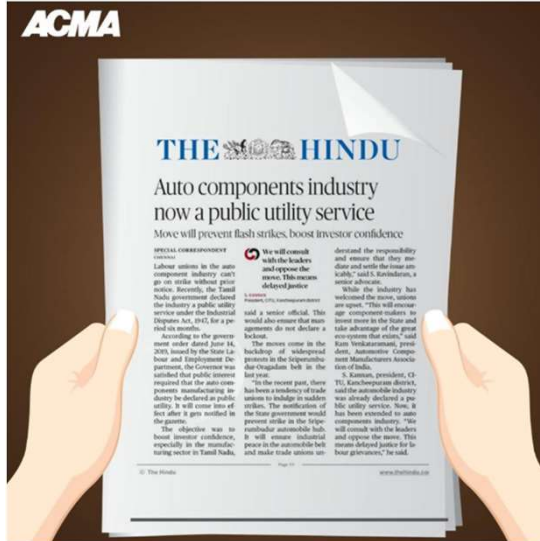 ACMA
THE HINDU
Auto components industry
now a public utility service
Move will prevent flash strikes, boost investor confidence
SPECIAL CORRESPONDENT
CHENNAI
Labour unions in the auto
component industry can't
go on strike without prior
notice. Recently, the Tamil
Nadu government declared
the industry a public utility
service under the Industrial
Disputes Act, 1947, for a pe-
riod six months.
According to the govern-
ment order dated June 14,
2019, issued by the State La-
bour and Employment De-
partment, the Governor was
satisfied that public interest
required that the auto com-
ponents manufacturing in-
dustry be declared as public
utility. It will come into ef-
fect after it gets notified in
the gazette.
The objective was to
boost investor confidence,
especially in the manufac-
turing sector in Tamil Nadu,
We will consult
with the leaders
and oppose the
move. This means
delayed justice
S. KANNAN
President, CITU, Kancheepuram district
said a senior official. This
would also ensure that man-
agements do not declare a
lockout.
The moves come in the
backdrop of widespread
protests in the Sriperumbu-
dur-Oragadam belt in the
last year.
"In the recent past, there
has been a tendency of trade
unions to indulge in sudden
strikes. The notification of
the State government would
prevent strike in the Sripe-
rumbudur automobile hub.
It will ensure industrial
peace in the automobile belt
and make trade unions un-
derstand the responsibility
and ensure that they me-
diate and settle the issue am-
icably," said S. Ravindran, a
senior advocate.
While the industry has
welcomed the move, unions
are upset. "This will encour-
age component-makers to
invest more in the State and
take advantage of the great
eco-system that exists," said
Ram Venkataramani, presi-
dent, Automotive Compo-
nent Manufacturers Associa-
tion of India.
S. Kannan, president, CI-
TU, Kancheepuram district,
said the automobile industry
was already declared a pu-
blic utility service. Now, it
has been extended to auto
components industry. "We
will consult with the leaders
and oppose the move. This
means delayed justice for la-
bour grievances," he said.
© The Hindu
www.thehindu.com